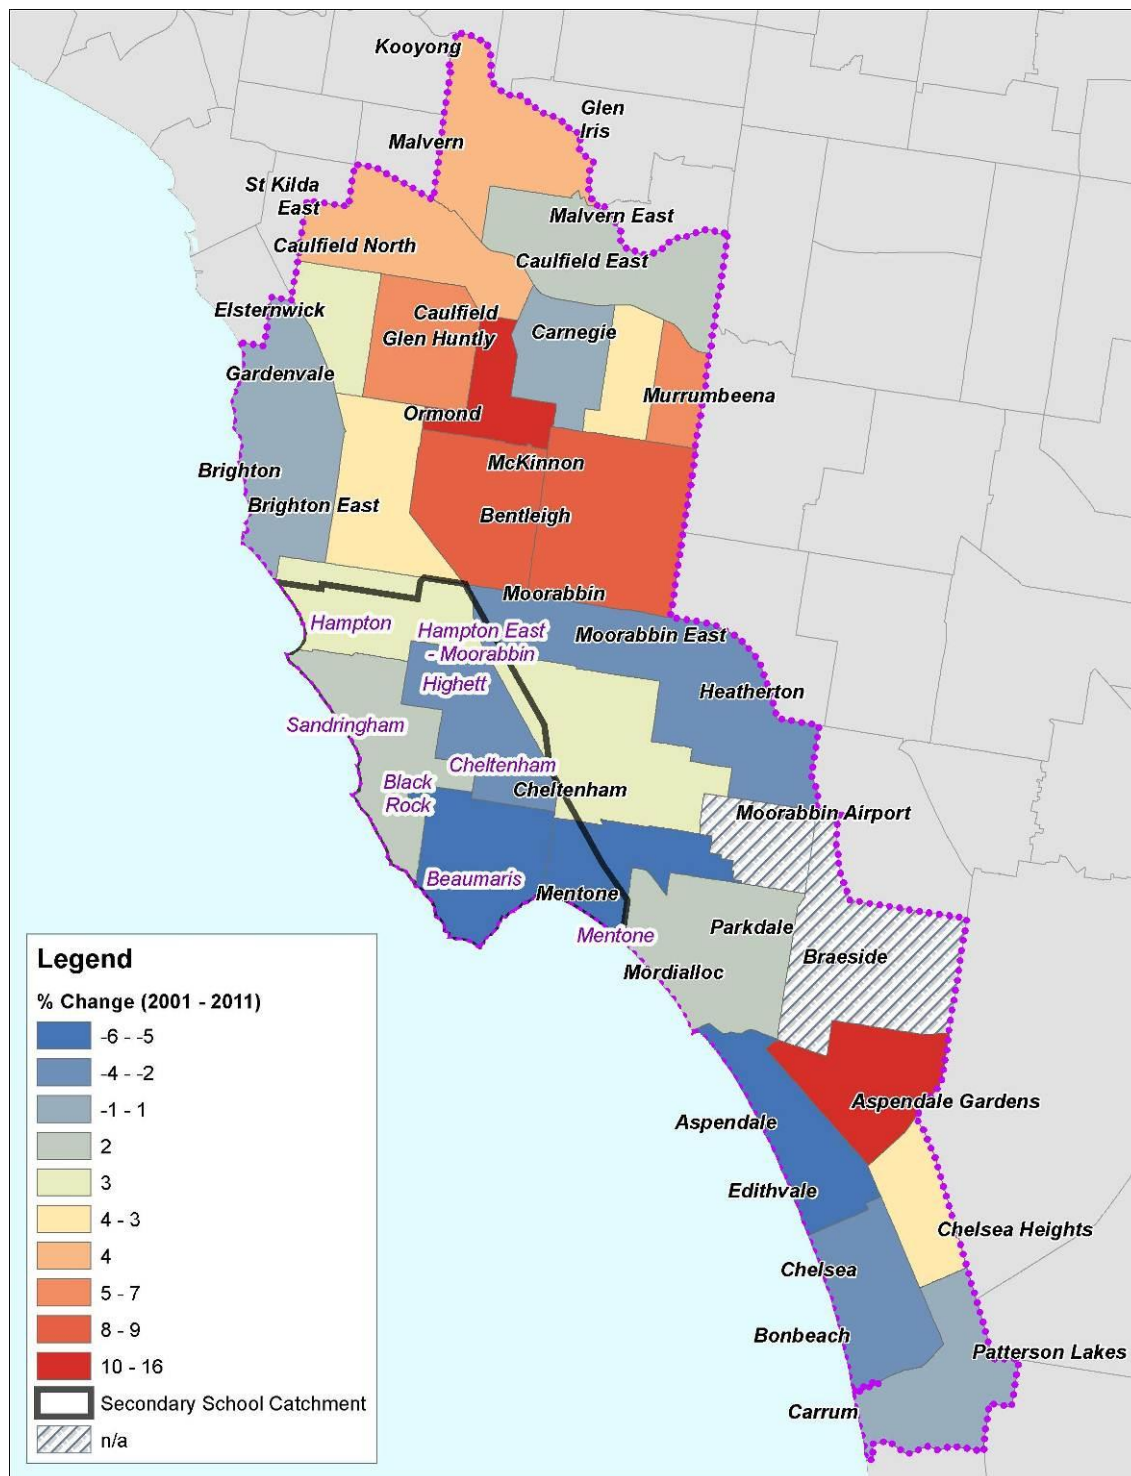 Kooyong
Glen
Iris
Malvern
St Kilda
East
Malvern East
Caulfield North
Caulfield East
Elsternwick
Caulfield
Carnegie
Glen Huntly
Gardenvale
Murrumbeena
Ormond
McKinnon
Brighton
Brighton East
Bentleigh
Moorabbin
Hampton
Hampton East
- Moorabbin
Moorabbin East
Highett
Heatherton
Sandringham
Cheltenham
Black
Rock
Cheltenham
Moorabbin Airport
Beaumaris
Mentone
Parkdale
Mentone
Braeside
Mordialloc
Aspendale Gardens
Aspendale
Edithvale
Chelsea Heights
Chelsea
Bonbeach
Patterson Lakes
Carrum
Legend
% Change (2001 - 2011)
-6 - -5
-4 - -2
-1 - 1
2
3
4 - 3
4
5 - 7
8 - 9
10 - 16
Secondary School Catchment
n/a